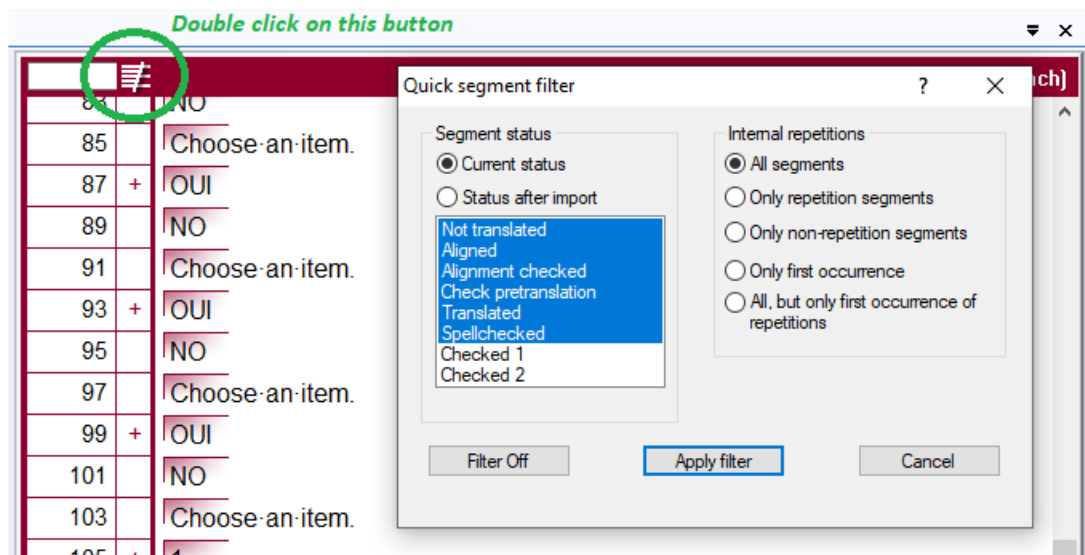 Double click on this button
ench)
83 NO
85 Choose·an·item.
87 + OUI
89 NO
91 Choose·an·item.
93 + OUI
95 NO
97 Choose·an·item.
99 + OUI
101 NO
103 Choose·an·item.
105 + 1
Quick segment filter ?
Segment status
Current status
Status after import
Not translated
Aligned
Alignment checked
Check pretranslation
Translated
Spellchecked
Checked 1
Checked 2
Internal repetitions
All segments
Only repetition segments
Only non-repetition segments
Only first occurrence
All, but only first occurrence of
repetitions
Filter Off
Apply filter
Cancel